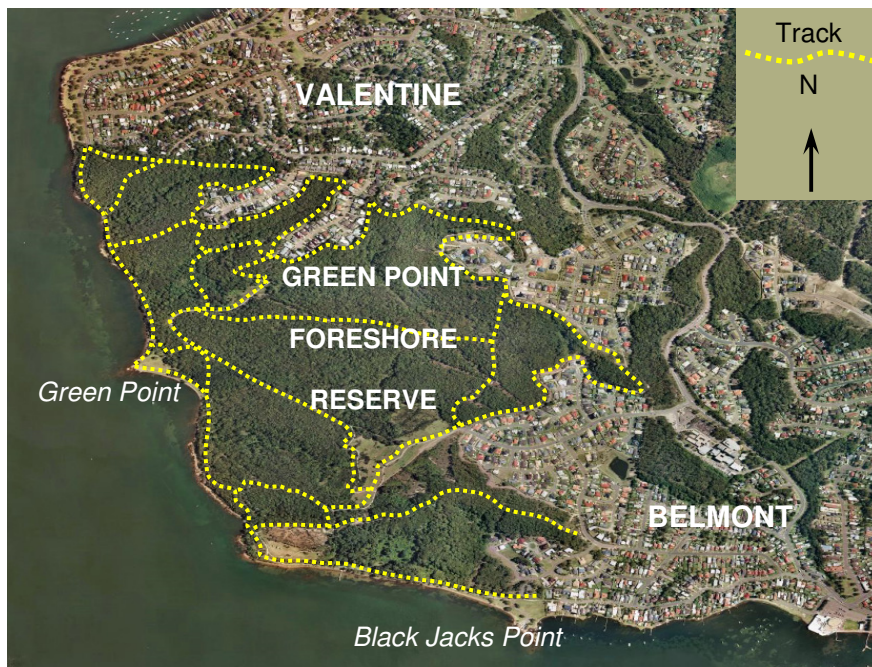 Track
N
VALENTINE
GREEN POINT
FORESHORE
RESERVE
Green Point
BELMONT
Black Jacks Point